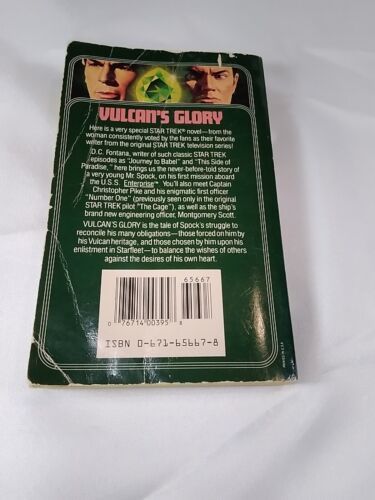 VULCAN'S GLORY
Here is a very special STAR TREK® novel—from the
woman consistently voted by the fans as their favorite
writer from the original STAR TREK television series!
D.C. Fontana, writer of such classic STAR TREK
episodes as "Journey to Babel" and "This Side of
Paradise," here brings us the never-before-told story of
a very young Mr. Spock, on his first mission aboard
the U.S.S. Enterprise™. You'll also meet Captain
Christopher Pike and his enigmatic first officer
"Number One" (previously seen only in the original
STAR TREK pilot "The Cage"), as well as the ship's
brand new engineering officer, Montgomery Scott.
VULCAN'S GLORY is the tale of Spock's struggle to
reconcile his many obligations—those forced on him by
his Vulcan heritage, and those chosen by him upon his
enlistment in Starfleet—to balance the wishes of others
against the desires of his own heart.
65667
0 76714 00395 8
ISBN 0-671-65667-8